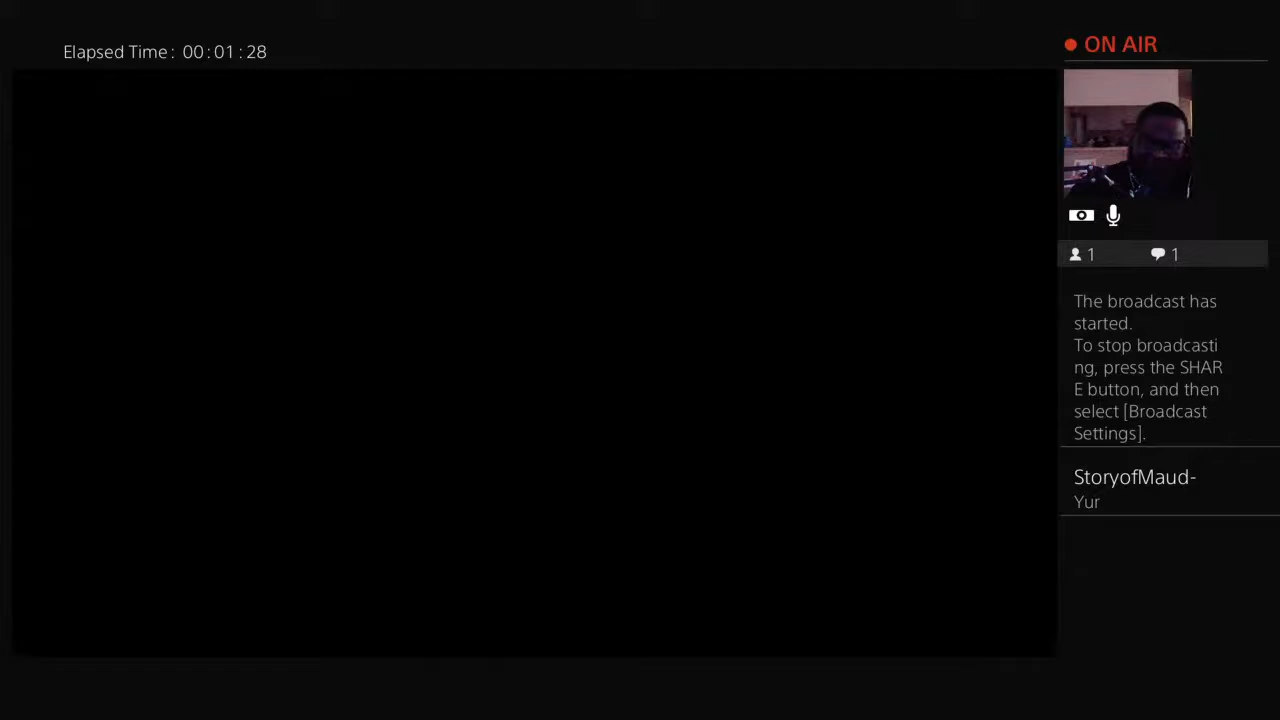 Elapsed Time: 00:01:28
ON AIR
1 1
The broadcast has
started.
To stop broadcasti
ng, press the SHAR
E button, and then
select [Broadcast
Settings].
StoryofMaud-
Yur